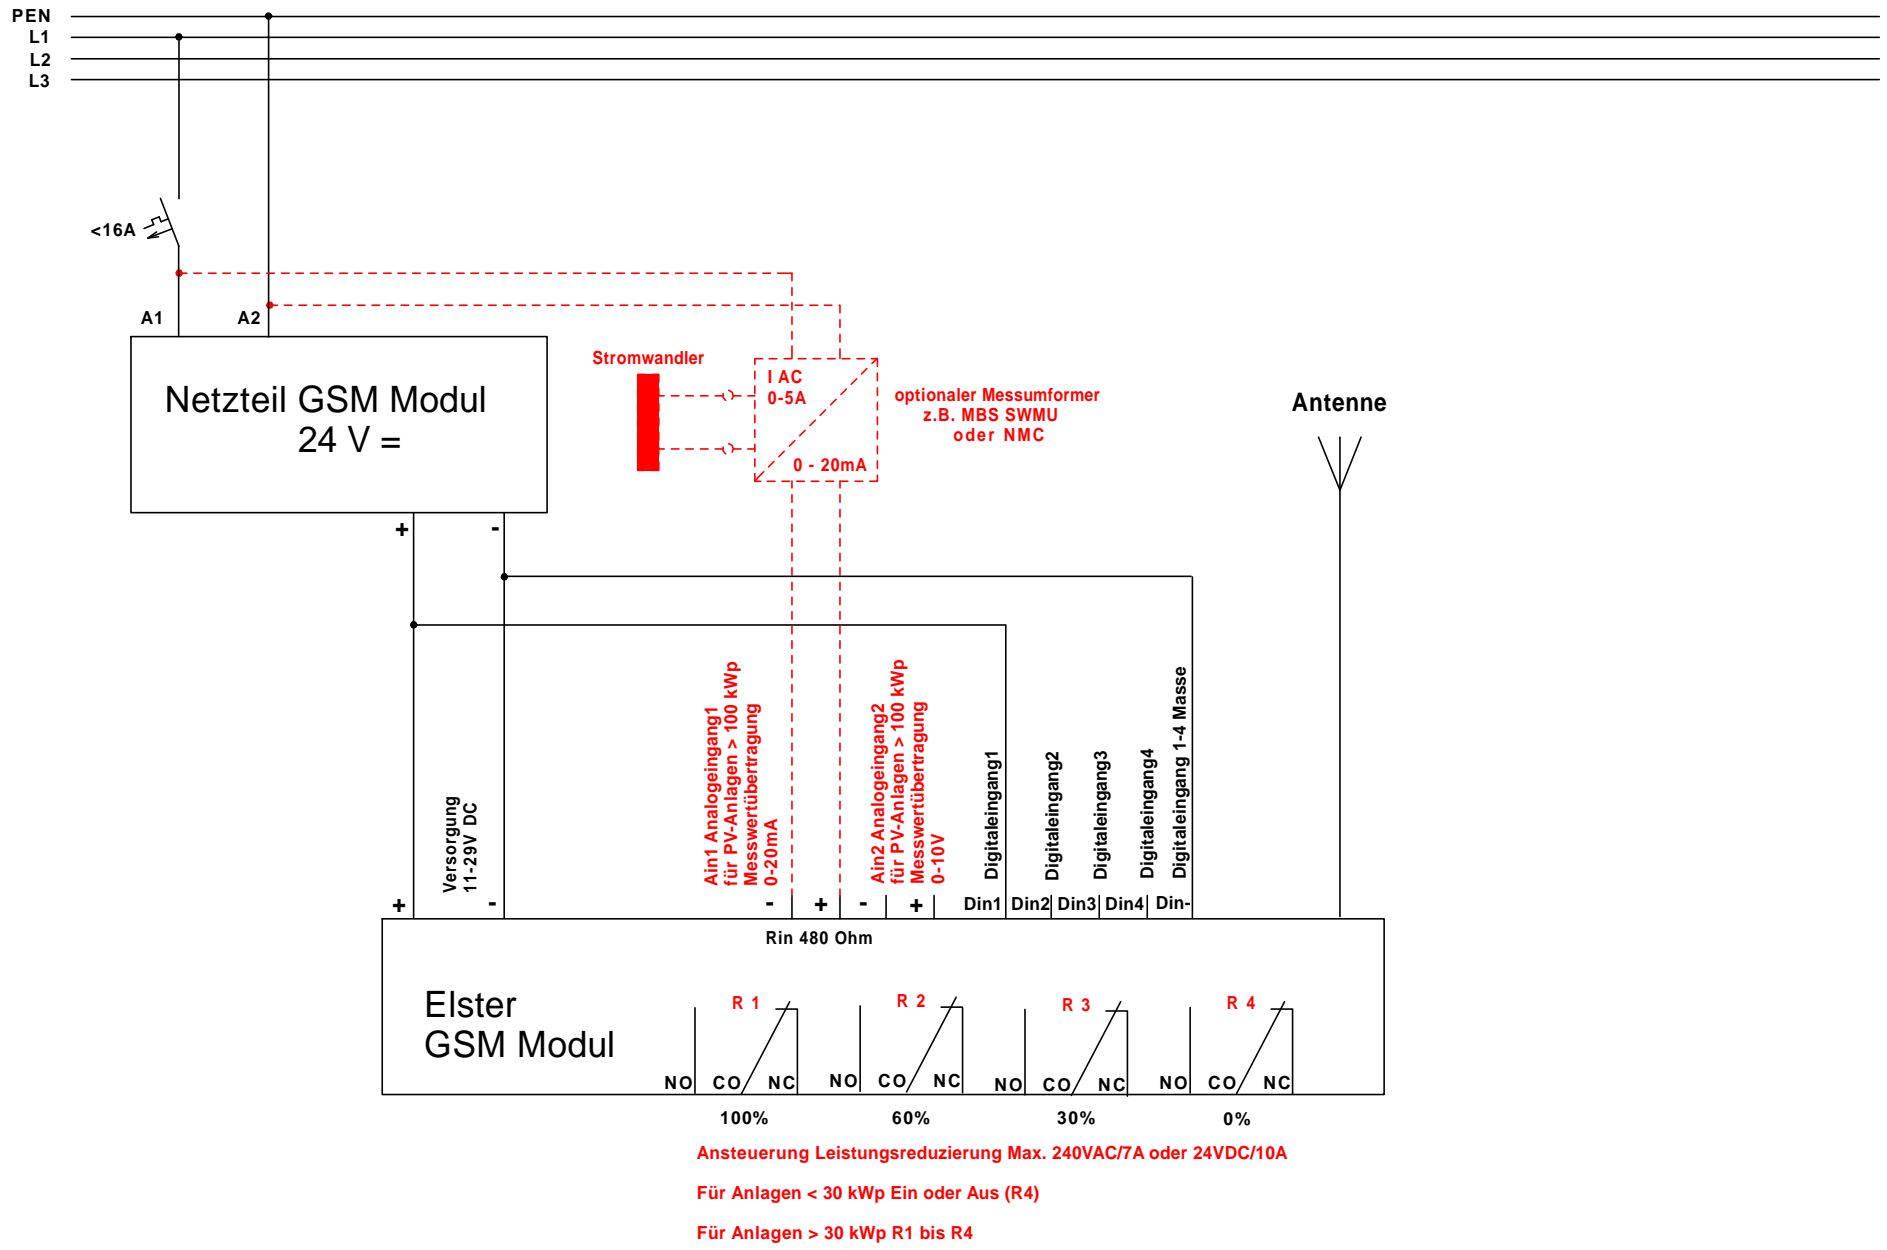 PEN
L1
L2
L3
<16A
A1
A2
Netzteil GSM Modul
24 V =
+
-
Stromwandler
I AC
0-5A
0 - 20mA
optionaler Messumformer
z.B. MBS SWMU
oder NMC
Antenne
Versorgung
11-29V DC
Ain1 Analogeingang1
für PV-Anlagen > 100 kWp
Messwertübertragung
0-20mA
Ain2 Analogeingang2
für PV-Anlagen > 100 kWp
Messwertübertragung
0-10V
Digitaleingang1
Digitaleingang2
Digitaleingang3
Digitaleingang4
Digitaleingang 1-4 Masse
+
-
-
+
-
+
Din1
Din2
Din3
Din4
Din-
Rin 480 Ohm
Elster
GSM Modul
R 1
R 2
R 3
R 4
NO CO NC
NO CO NC
NO CO NC
NO CO NC
100%
60%
30%
0%
Ansteuerung Leistungsreduzierung Max. 240VAC/7A oder 24VDC/10A
Für Anlagen < 30 kWp Ein oder Aus (R4)
Für Anlagen > 30 kWp R1 bis R4